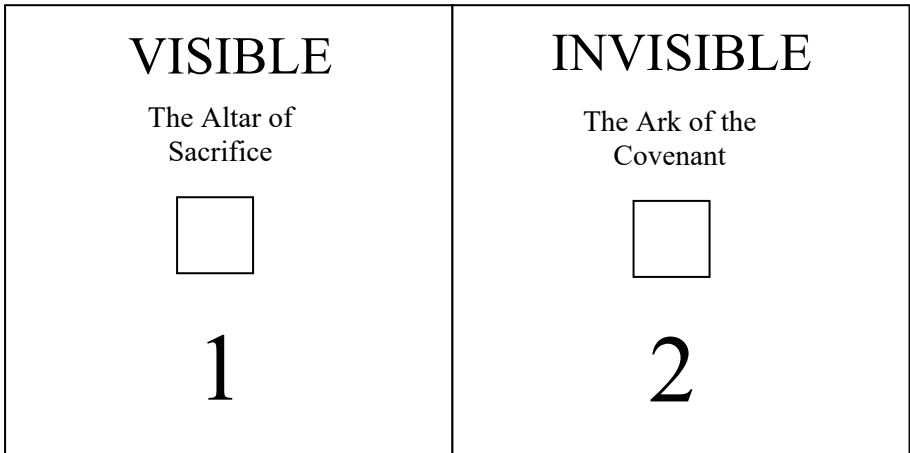 VISIBLE
The Altar of
Sacrifice
1
INVISIBLE
The Ark of the
Covenant
2